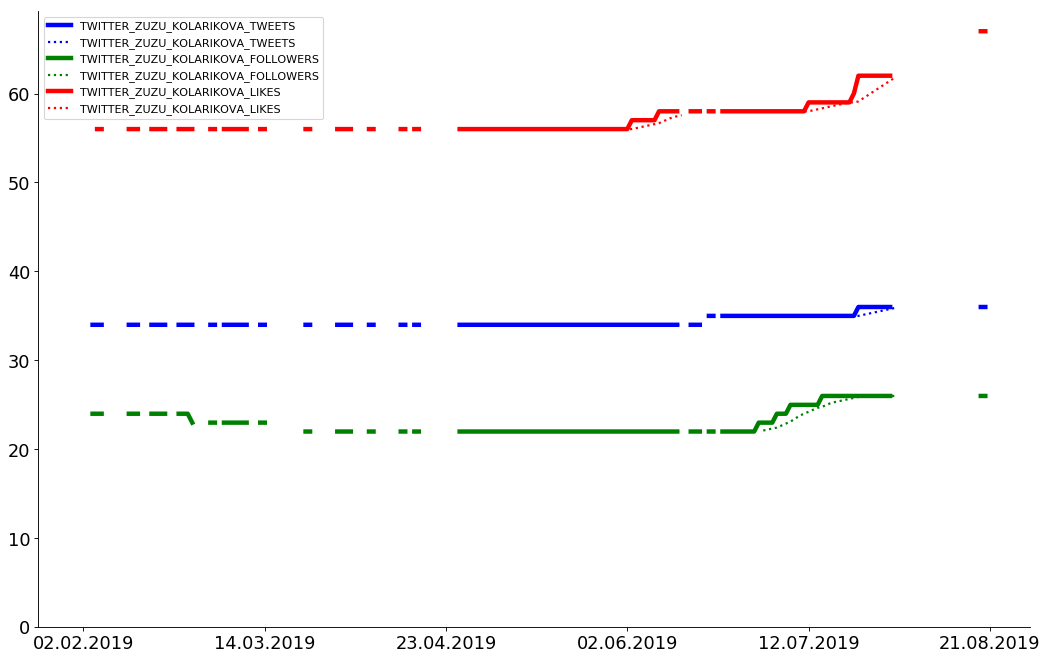 TWITTER_ZUZU_KOLARIKOVA_TWEETS
TWITTER_ZUZU_KOLARIKOVA_TWEETS
TWITTER_ZUZU_KOLARIKOVA_FOLLOWERS
TWITTER_ZUZU_KOLARIKOVA_FOLLOWERS
TWITTER_ZUZU_KOLARIKOVA_LIKES
TWITTER_ZUZU_KOLARIKOVA_LIKES
60
50
40
30
20
10
0
02.02.2019 14.03.2019 23.04.2019 02.06.2019 12.07.2019 21.08.2019